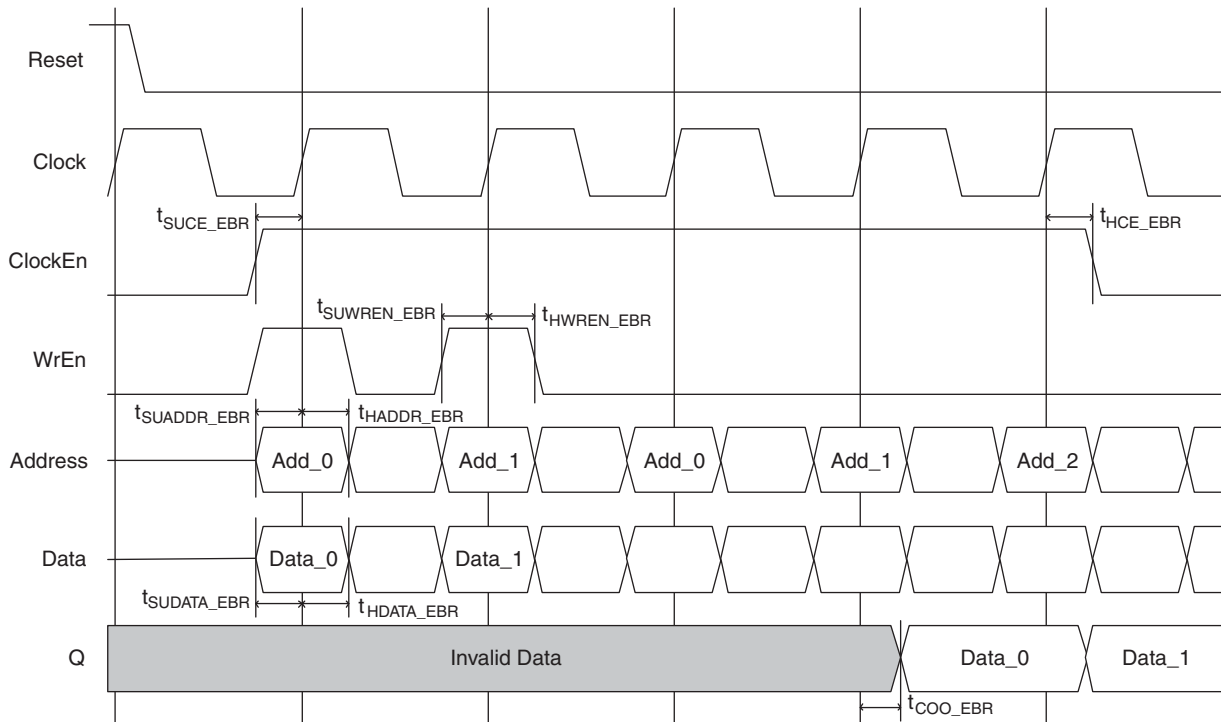 Reset
Clock
tSUCE_EBR
tHCE_EBR
ClockEn
tSUWREN_EBR
tHWREN_EBR
WrEn
tSUADDR_EBR
tHADDR_EBR
Address
Add_0
Add_1
Add_0
Add_1
Add_2
Data
Data_0
Data_1
tSUDATA_EBR
tHDATA_EBR
Q
Invalid Data
Data_0
Data_1
tCOO_EBR